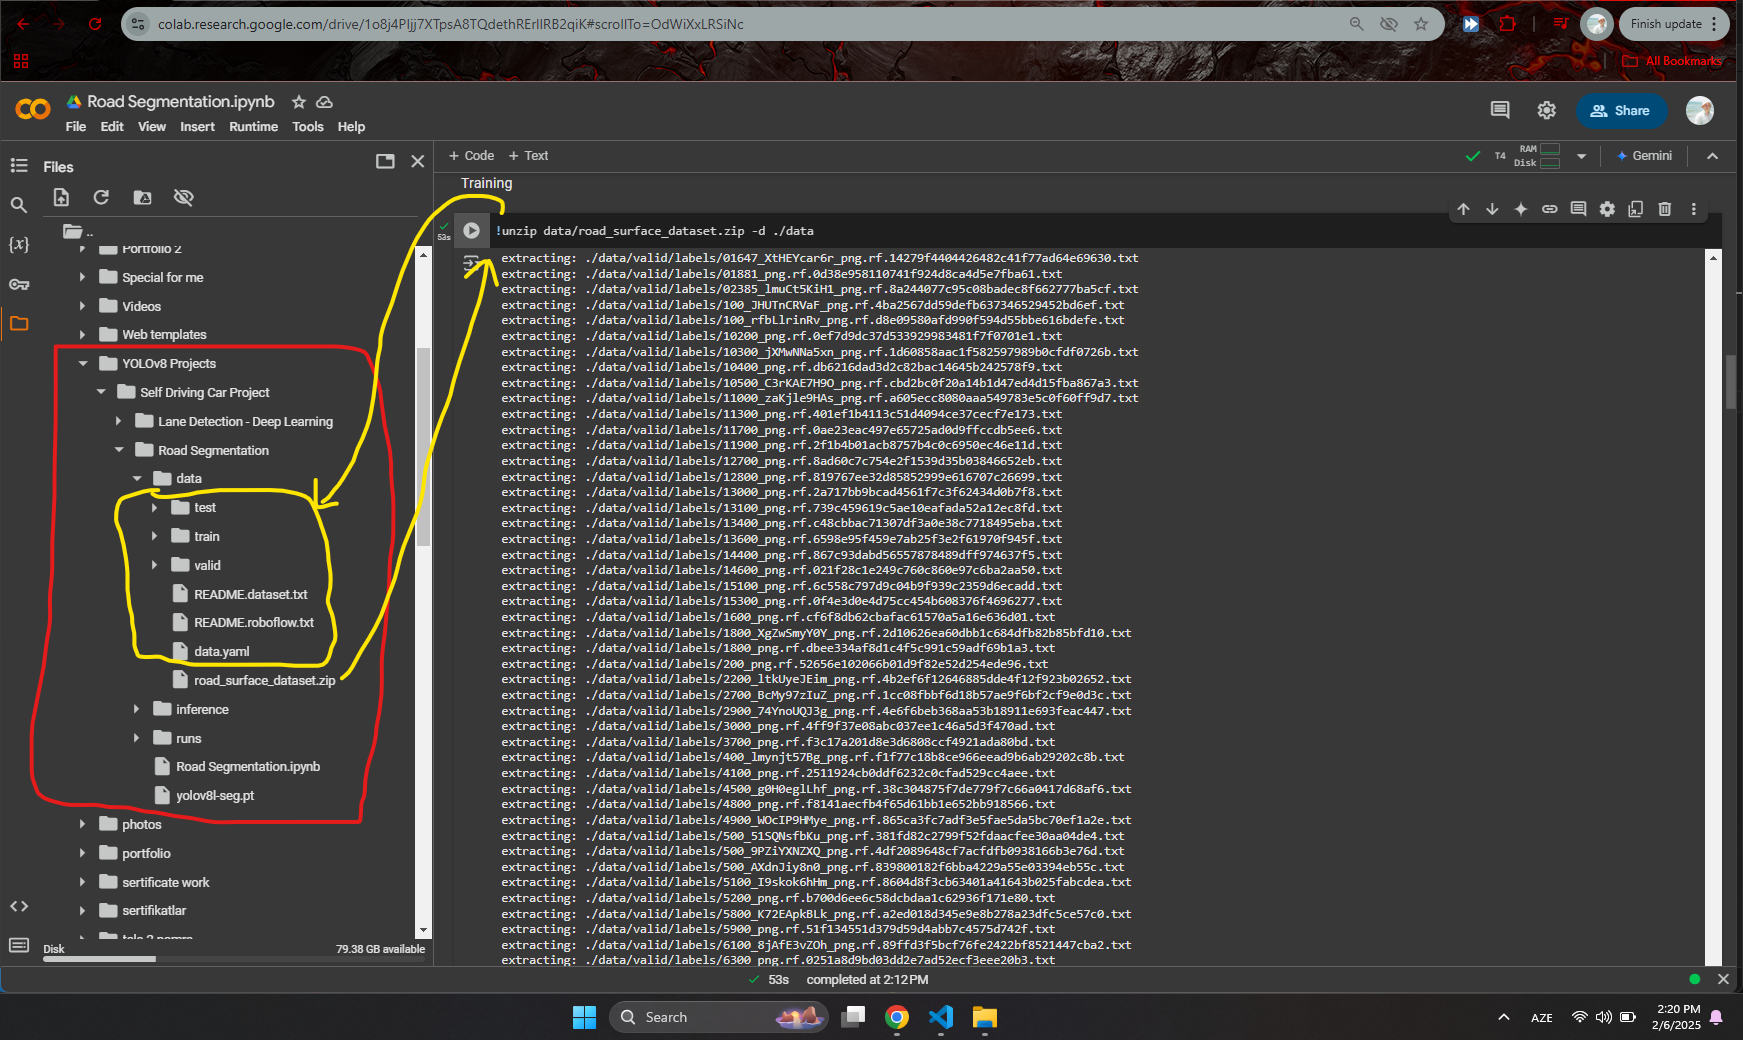 colab.research.google.com/drive/1o8j4PIjj7XTpsA8TQdethRErIIRB2qiK#scrollTo=OdWiXxLRSiNc
Finish update
All Bookmarks
Road Segmentation.ipynb
File Edit View Insert Runtime Tools Help
Share
Files
+ Code + Text
T4 RAM Disk
Gemini
Training
..
Portfolio 2
Special for me
Videos
Web templates
YOLOv8 Projects
Self Driving Car Project
Lane Detection - Deep Learning
Road Segmentation
data
test
train
valid
README.dataset.txt
README.roboflow.txt
data.yaml
road_surface_dataset.zip
inference
runs
Road Segmentation.ipynb
yolov8l-seg.pt
photos
portfolio
sertificate work
sertifikatlar
Disk 79.38 GB available
53s
!unzip data/road_surface_dataset.zip -d ./data
extracting: ./data/valid/labels/01647_XtHEYcar6r_png.rf.14279f4404426482c41f77ad64e69630.txt
extracting: ./data/valid/labels/01881_png.rf.0d38e958110741f924d8ca4d5e7fba61.txt
extracting: ./data/valid/labels/02385_lmuCt5KiH1_png.rf.8a244077c95c08badec8f662777ba5cf.txt
extracting: ./data/valid/labels/100_JHUTnCRVaF_png.rf.4ba2567dd59defb637346529452bd6ef.txt
extracting: ./data/valid/labels/100_rfbLlrinRv_png.rf.d8e09580afd990f594d55bbe616bdefe.txt
extracting: ./data/valid/labels/10200_png.rf.0ef7d9dc37d533929983481f7f0701e1.txt
extracting: ./data/valid/labels/10300_jXMwNNa5xn_png.rf.1d60858aac1f582597989b0cfdf0726b.txt
extracting: ./data/valid/labels/10400_png.rf.db6216dad3d2c82bac14645b242578f9.txt
extracting: ./data/valid/labels/10500_C3rKAE7H9O_png.rf.cbd2bc0f20a14b1d47ed4d15fba867a3.txt
extracting: ./data/valid/labels/11000_zaKjle9HAs_png.rf.a605ecc8080aaa549783e5c0f60ff9d7.txt
extracting: ./data/valid/labels/11300_png.rf.401ef1b4113c51d4094ce37cecf7e173.txt
extracting: ./data/valid/labels/11700_png.rf.0ae23eac497e65725ad0d9ffccdb5ee6.txt
extracting: ./data/valid/labels/11900_png.rf.2f1b4b01acb8757b4c0c6950ec46e11d.txt
extracting: ./data/valid/labels/12700_png.rf.8ad60c7c754e2f1539d35b03846652eb.txt
extracting: ./data/valid/labels/12800_png.rf.819767ee32d85852999e616707c26699.txt
extracting: ./data/valid/labels/13000_png.rf.2a717bb9bcad4561f7c3f62434d0b7f8.txt
extracting: ./data/valid/labels/13100_png.rf.739c459619c5ae10eafada52a12ec8fd.txt
extracting: ./data/valid/labels/13400_png.rf.c48cbbac71307df3a0e38c7718495eba.txt
extracting: ./data/valid/labels/13600_png.rf.6598e95f459e7ab25f3e2f61970f945f.txt
extracting: ./data/valid/labels/14400_png.rf.867c93dabd56557878489dff974637f5.txt
extracting: ./data/valid/labels/14600_png.rf.021f28c1e249c760c860e97c6ba2aa50.txt
extracting: ./data/valid/labels/15100_png.rf.6c558c797d9c04b9f939c2359d6ecadd.txt
extracting: ./data/valid/labels/15300_png.rf.0f4e3d0e4d75cc454b608376f4696277.txt
extracting: ./data/valid/labels/1600_png.rf.cf6f8db62cbafac61570a5a16e636d01.txt
extracting: ./data/valid/labels/1800_XgZwSmyY0Y_png.rf.2d10626ea60dbb1c684dfb82b85bfd10.txt
extracting: ./data/valid/labels/1800_png.rf.dbee334af8d1c4f5c991c59adf69b1a3.txt
extracting: ./data/valid/labels/200_png.rf.52656e102066b01d9f82e52d254ede96.txt
extracting: ./data/valid/labels/2200_ltkUyeJEim_png.rf.4b2ef6f12646885dde4f12f923b02652.txt
extracting: ./data/valid/labels/2700_BcMy97zIuZ_png.rf.1cc08fbbf6d18b57ae9f6bf2cf9e0d3c.txt
extracting: ./data/valid/labels/2900_74YnoUQJ3g_png.rf.4e6f6beb368aa53b18911e693feac447.txt
extracting: ./data/valid/labels/3000_png.rf.4ff9f37e08abc037ee1c46a5d3f470ad.txt
extracting: ./data/valid/labels/3700_png.rf.f3c17a201d8e3d6808ccf4921ada80bd.txt
extracting: ./data/valid/labels/400_lmynjt57Bg_png.rf.f1f77c18b8ce966eead9b6ab29202c8b.txt
extracting: ./data/valid/labels/4100_png.rf.2511924cb0ddf6232c0cfad529cc4aee.txt
extracting: ./data/valid/labels/4500_g0H0eglLhf_png.rf.38c304875f7de779f7c66a0417d68af6.txt
extracting: ./data/valid/labels/4800_png.rf.f8141aecfb4f65d61bb1e652bb918566.txt
extracting: ./data/valid/labels/4900_WOcIP9HMye_png.rf.865ca3fc7adf3e5fae5da5bc70ef1a2e.txt
extracting: ./data/valid/labels/500_51SQNsfbKu_png.rf.381fd82c2799f52fdaacfee30aa04de4.txt
extracting: ./data/valid/labels/500_9PZiYXNZXQ_png.rf.4df2089648cf7acfdfb0938166b3e76d.txt
extracting: ./data/valid/labels/500_AXdnJiy8n0_png.rf.839800182f6bba4229a55e03394eb55c.txt
extracting: ./data/valid/labels/5100_I9skok6hHm_png.rf.8604d8f3cb63401a41643b025fabcdea.txt
extracting: ./data/valid/labels/5200_png.rf.b700d6ee6c58dcbdaa1c62936f171e80.txt
extracting: ./data/valid/labels/5800_K72EApkBLk_png.rf.a2ed018d345e9e8b278a23dfc5ce57c0.txt
extracting: ./data/valid/labels/5900_png.rf.51f134551d379d59d4abb7c4575d742f.txt
extracting: ./data/valid/labels/6100_8jAfE3vZOh_png.rf.89ffd3f5bcf76fe2422bf8521447cba2.txt
extracting: ./data/valid/labels/6300_png.rf.0251a8d9bd03dd2e7ad52ecf3eee20b3.txt
53s completed at 2:12 PM
Search
AZE
2:20 PM
2/6/2025